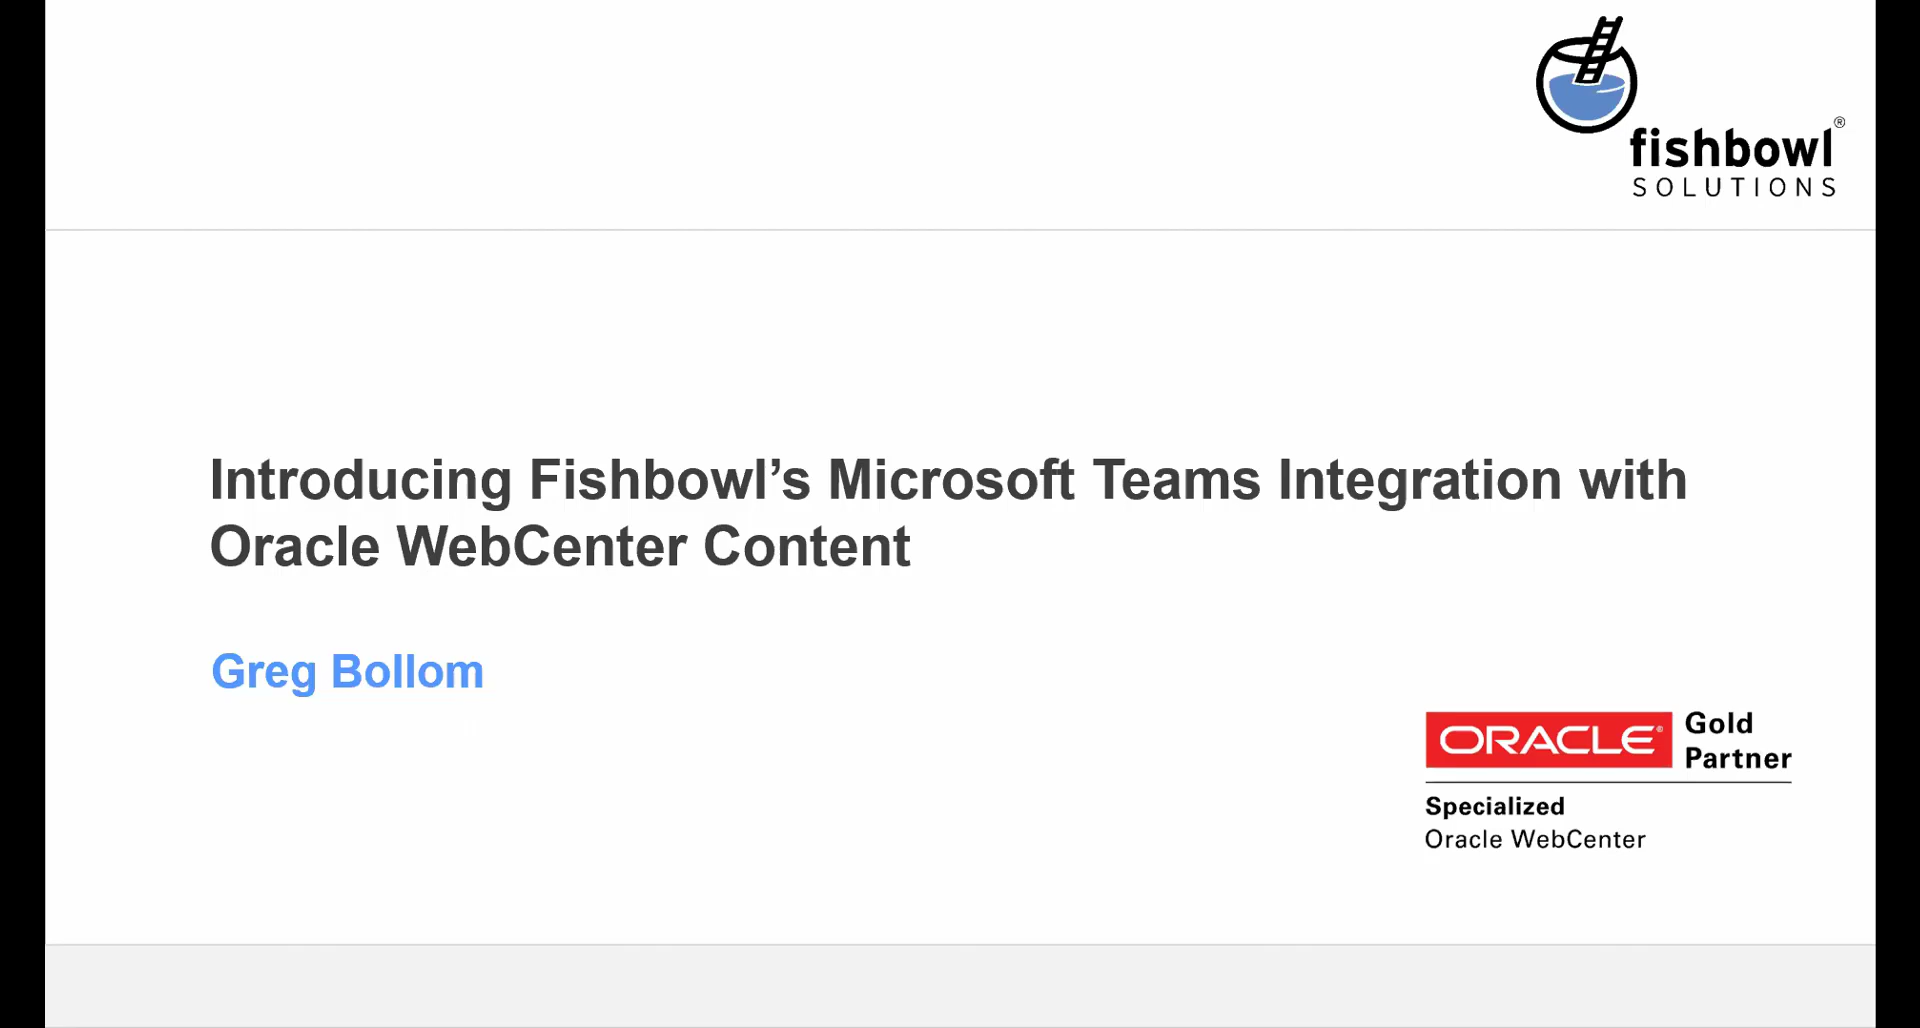 fishbowl®
SOLUTIONS
Introducing Fishbowl’s Microsoft Teams Integration with
Oracle WebCenter Content
Greg Bollom
ORACLE® Gold
Partner
Specialized
Oracle WebCenter